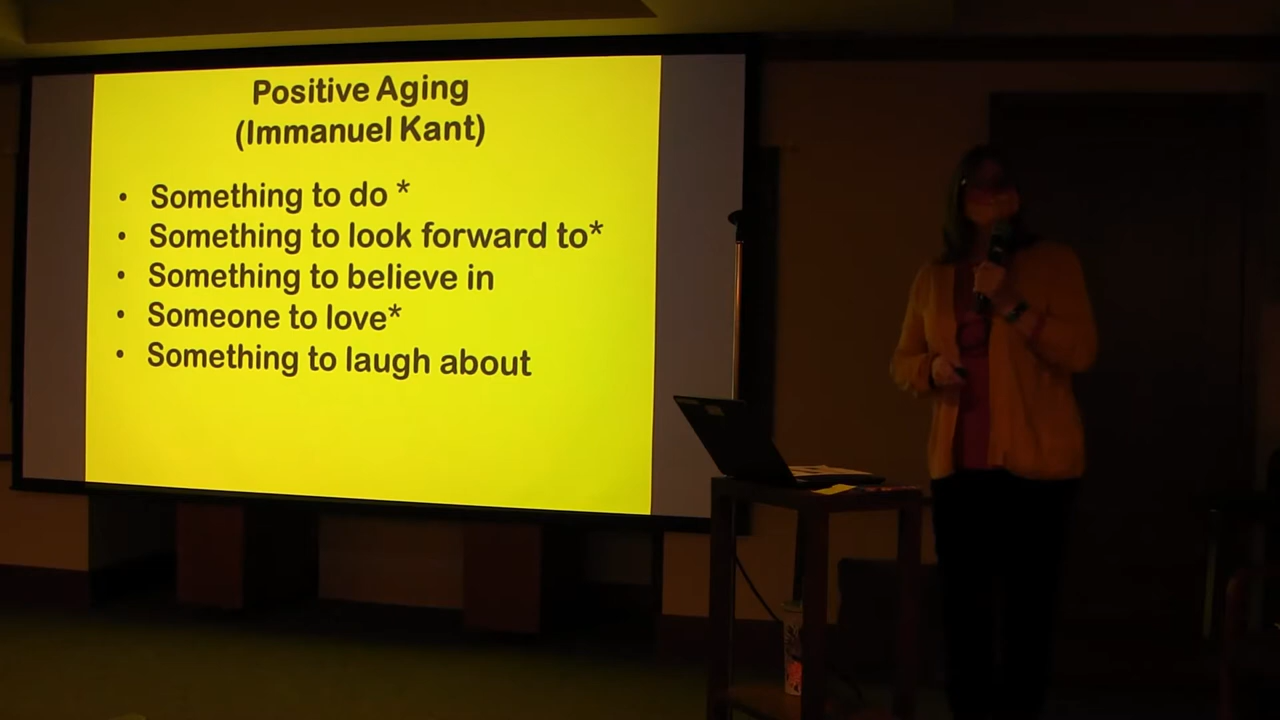 Positive Aging
(Immanuel Kant)
• Something to do *
• Something to look forward to*
• Something to believe in
• Someone to love*
• Something to laugh about